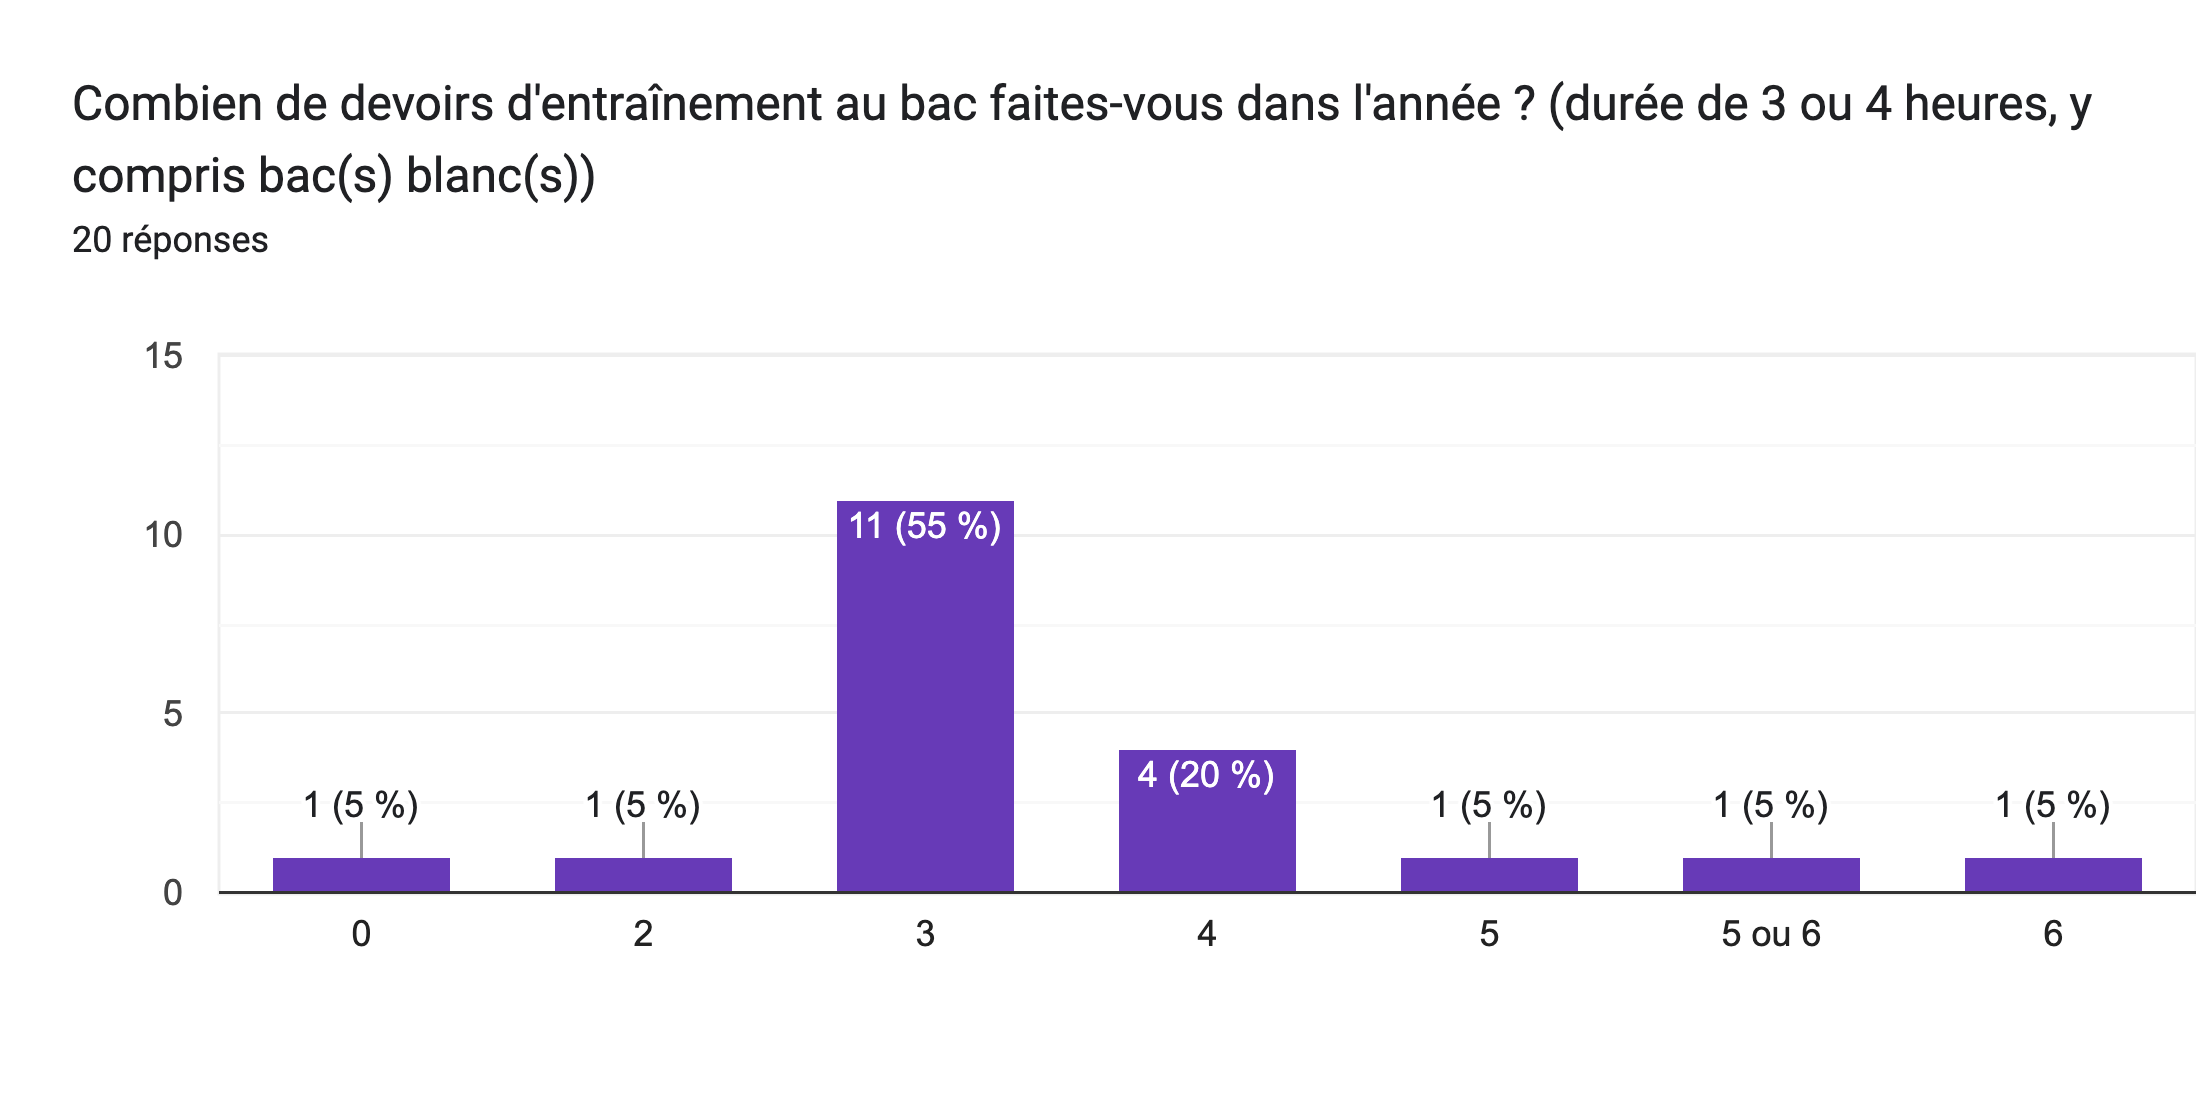 Combien de devoirs d'entraînement au bac faites-vous dans l'année ? (durée de 3 ou 4 heures, y
compris bac(s) blanc(s))
20 réponses
15
10
5
0
1 (5 %)
1 (5 %)
11 (55 %)
4 (20 %)
1 (5 %)
1 (5 %)
1 (5 %)
0
2
3
4
5
5 ou 6
6